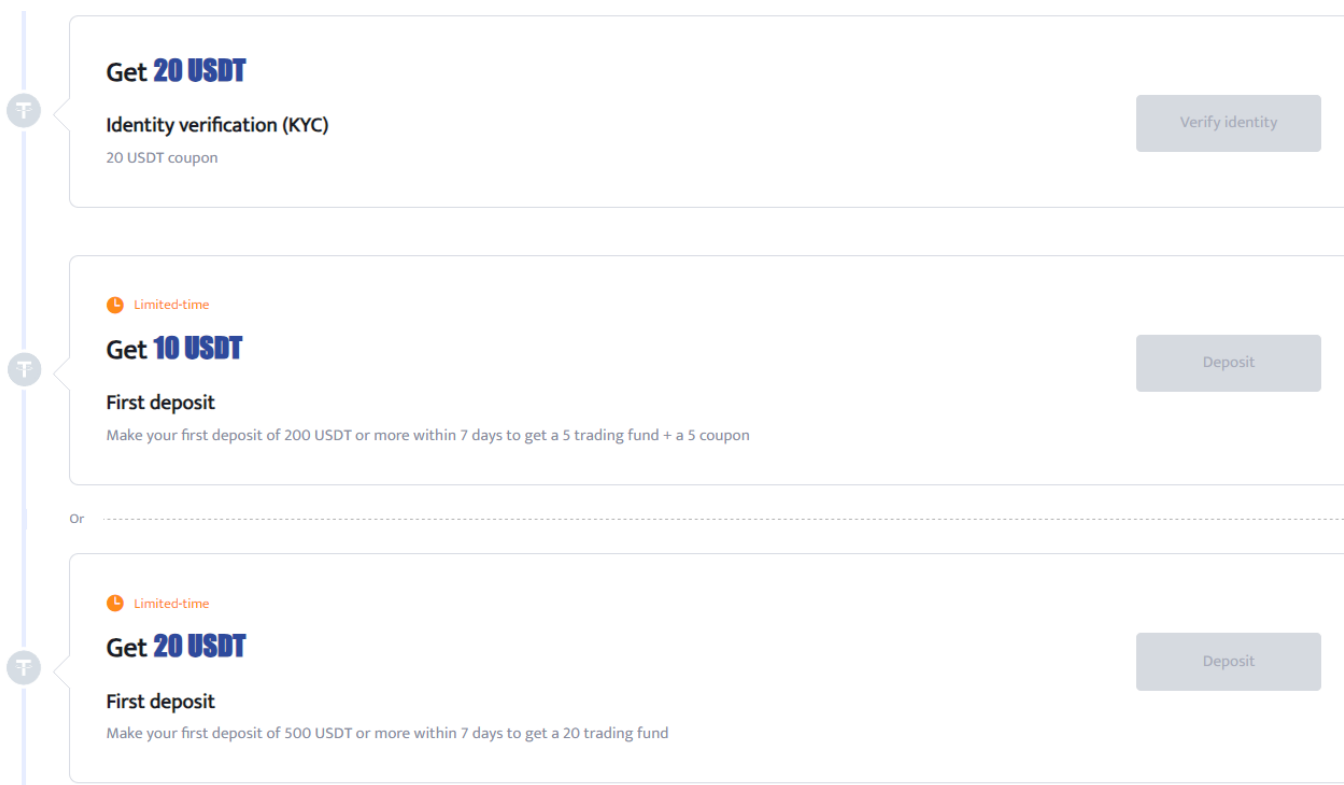 Get 20 USDT
Identity verification (KYC)
20 USDT coupon
Verify identity
Limited-time
Get 10 USDT
First deposit
Make your first deposit of 200 USDT or more within 7 days to get a 5 trading fund + a 5 coupon
Deposit
Or
Limited-time
Get 20 USDT
First deposit
Make your first deposit of 500 USDT or more within 7 days to get a 20 trading fund
Deposit